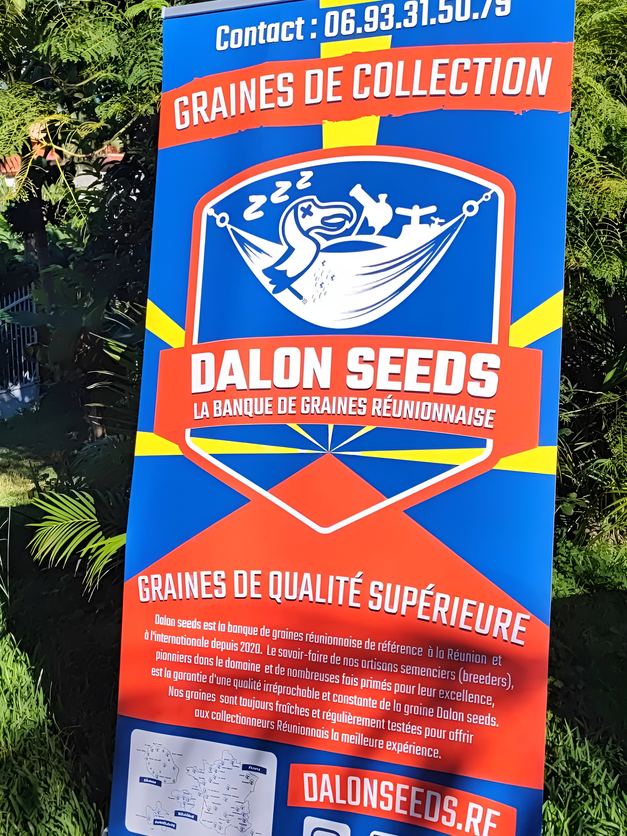 Contact : 06.93.31.50.79
GRAINES DE COLLECTION
z z z
DALON SEEDS
LA BANQUE DE GRAINES RÉUNIONNAISE
GRAINES DE QUALITÉ SUPÉRIEURE
Dalon seeds est la banque de graines réunionnaise de référence à la Réunion et
à l'internationale depuis 2020. Le savoir-faire de nos artisans semenciers (breeders),
pionniers dans le domaine et de nombreuses fois primés pour leur excellence,
est la garantie d'une qualité irréprochable et constante de la graine Dalon seeds.
Nos graines sont toujours fraîches et régulièrement testées pour offrir
aux collectionneurs Réunionnais la meilleure expérience.
DALONSEEDS.RE